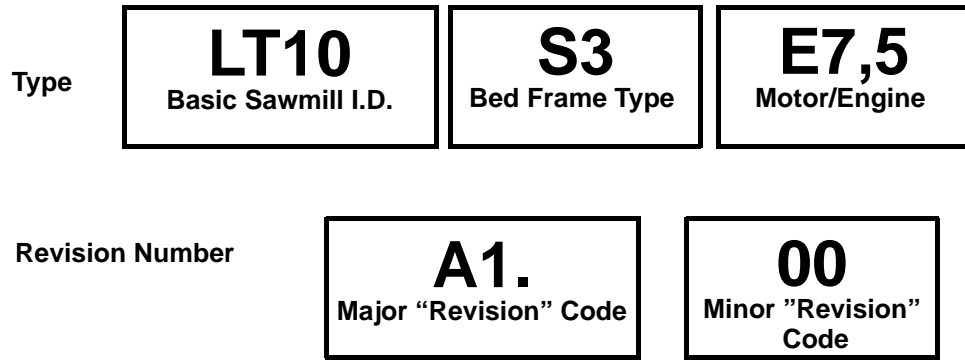 Type
LT10
Basic Sawmill I.D.
S3
Bed Frame Type
E7,5
Motor/Engine
Revision Number
A1.
Major “Revision” Code
00
Minor ”Revision”
Code